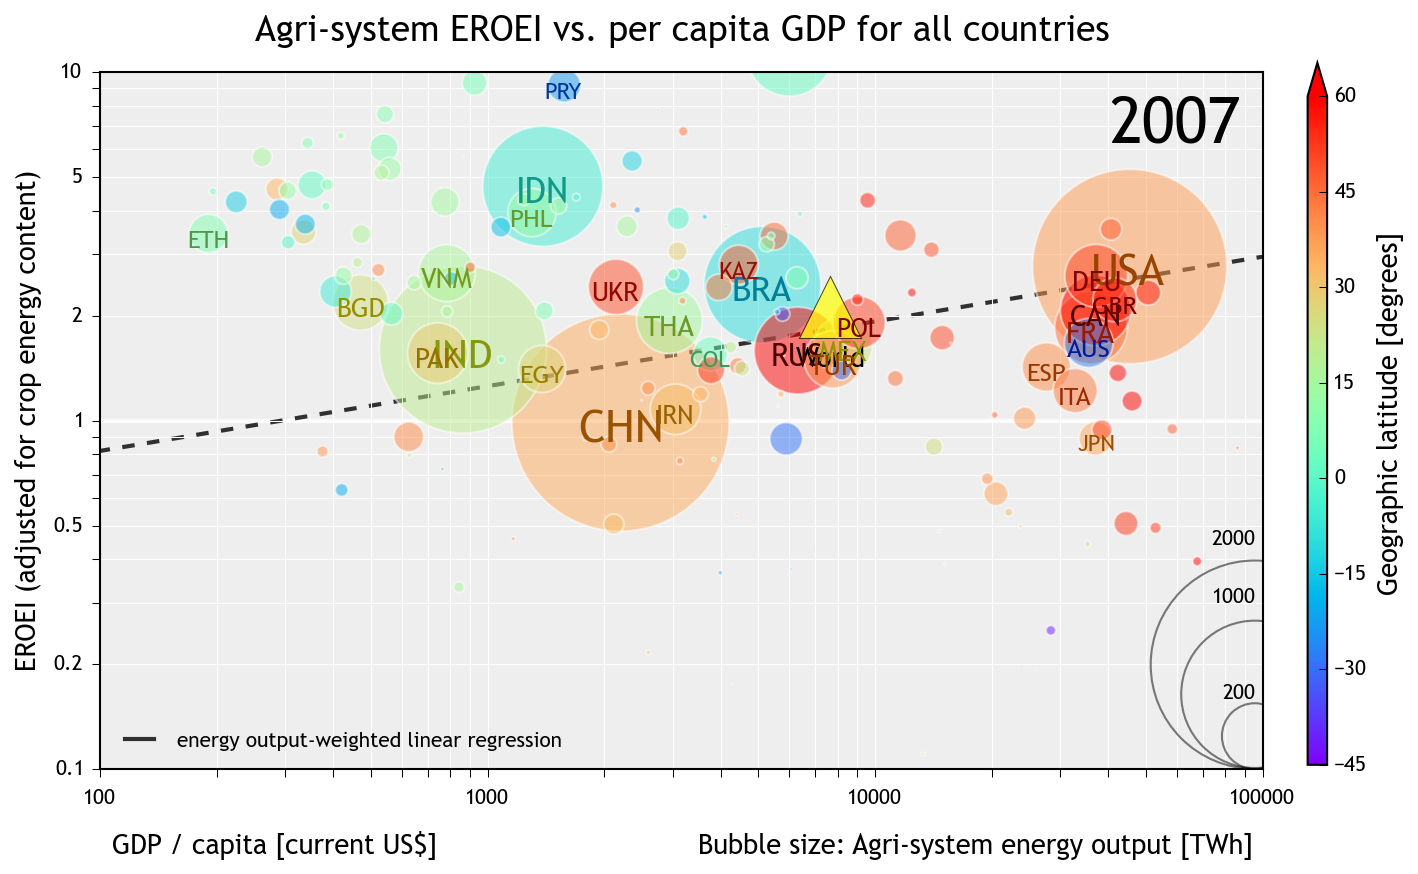 Agri-system EROEI vs. per capita GDP for all countries
2007
EROEI (adjusted for crop energy content)
10
5
2
1
0.5
0.2
0.1
PRY
IDN
PHL
ETH
VNM
BGD
UKR
KAZ
BRA
USA
DEU
GBR
CAN
FRA
AUS
THA
COL
POL
RUS
World
MEX
TUR
PAK
IND
EGY
IRN
CHN
ESP
ITA
JPN
2000
1000
200
energy output-weighted linear regression
100
1000
10000
100000
GDP / capita [current US$]
Bubble size: Agri-system energy output [TWh]
60
45
30
15
0
−15
−30
−45
Geographic latitude [degrees]